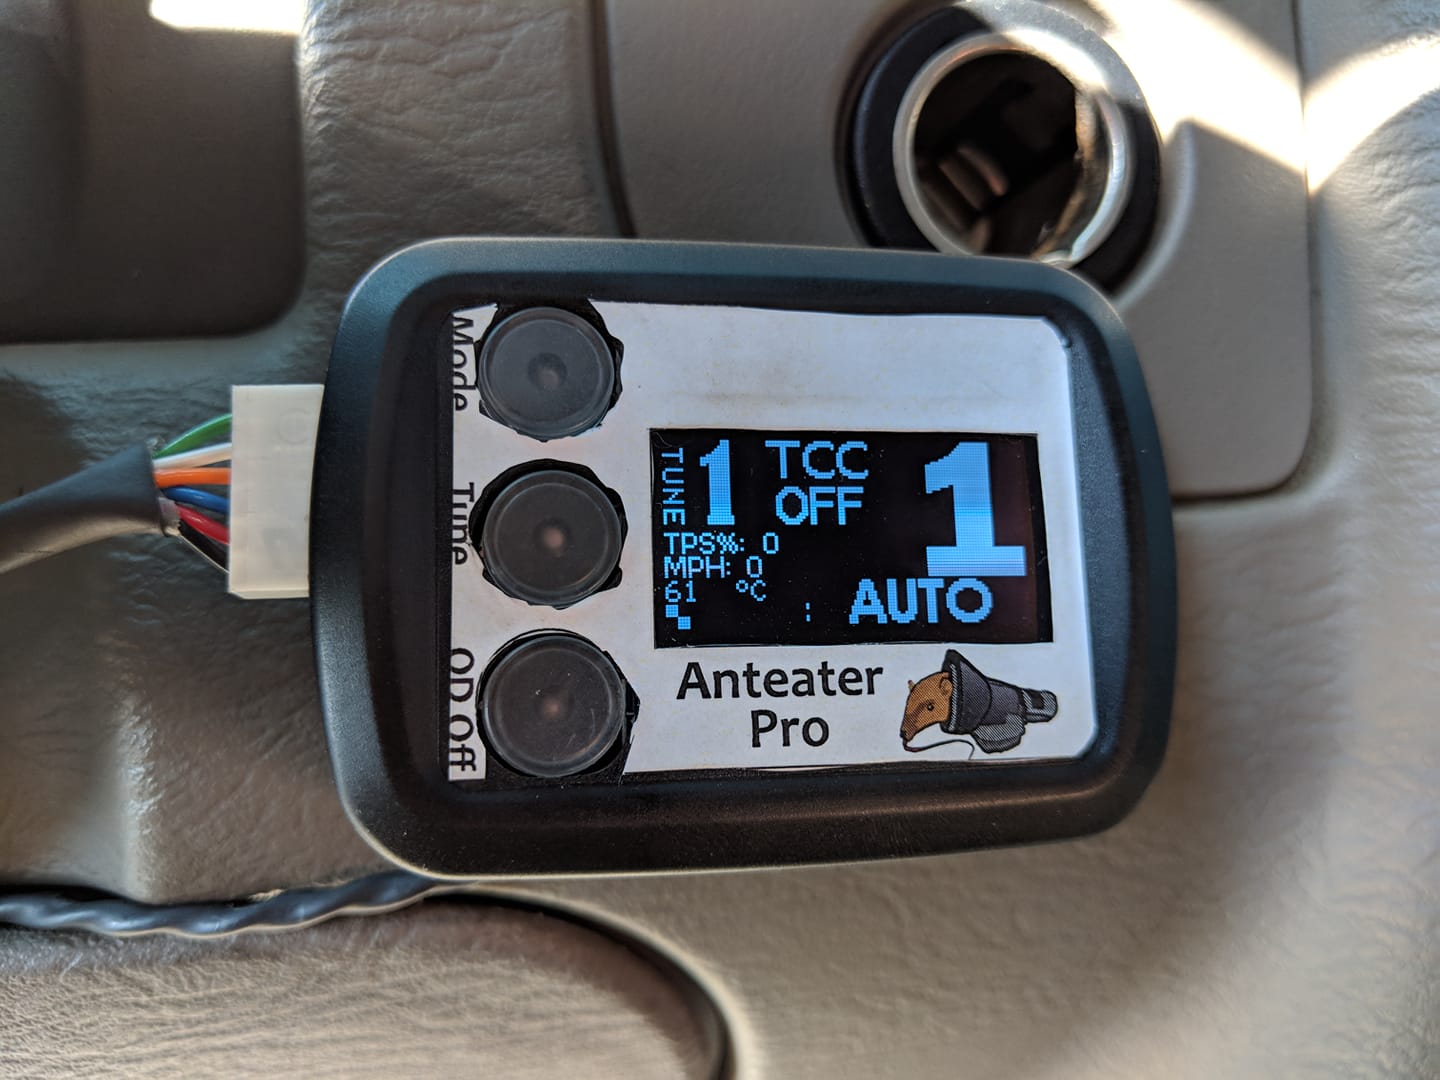 Mode
Tune
OD Off
TUNE 1 TCC OFF 1
TPS%: 0
MPH: 0
61 °C
: AUTO
Anteater
Pro